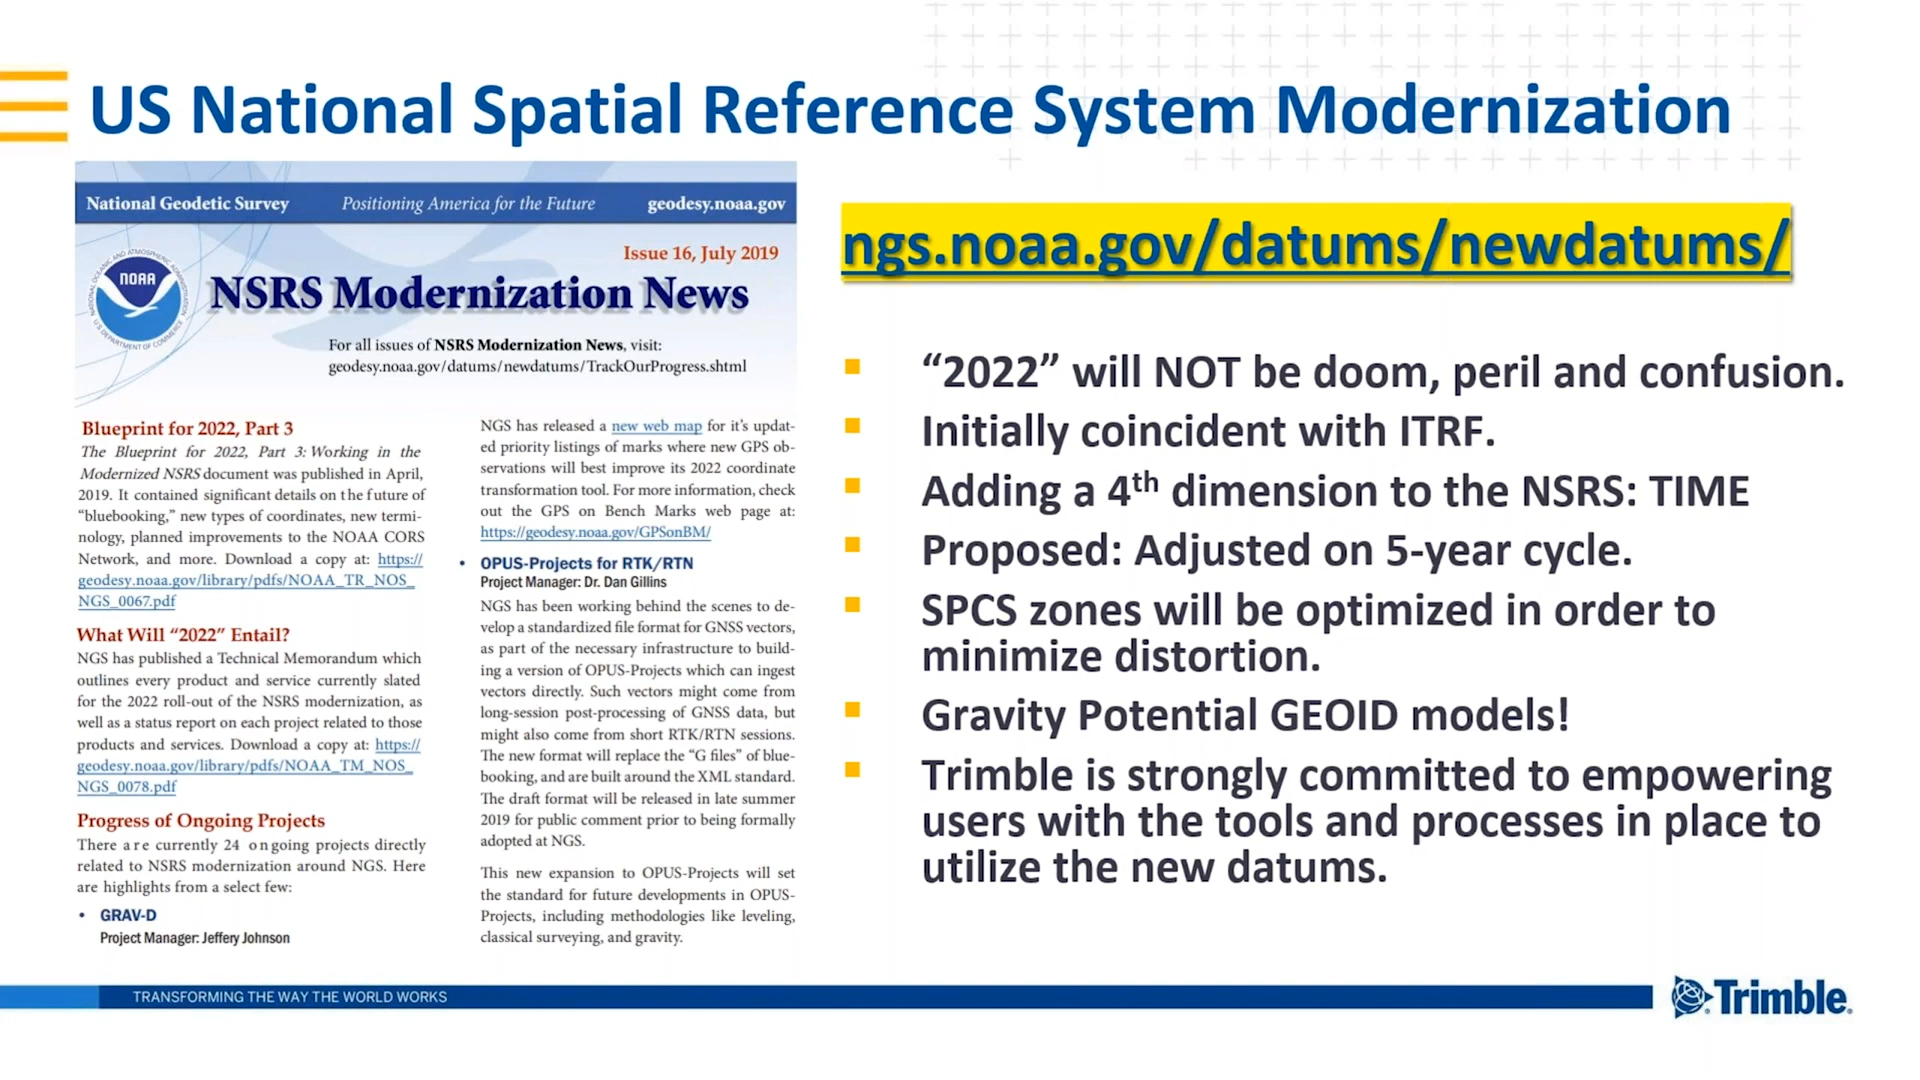 US National Spatial Reference System Modernization
National Geodetic Survey Positioning America for the Future geodesy.noaa.gov
Issue 16, July 2019
NOAA
NSRS Modernization News
For all issues of NSRS Modernization News, visit:
geodesy.noaa.gov/datums/newdatums/TrackOurProgress.shtml
Blueprint for 2022, Part 3
The Blueprint for 2022, Part 3: Working in the
Modernized NSRS document was published in April,
2019. It contained significant details on the future of
“bluebooking,” new types of coordinates, new termi-
nology, planned improvements to the NOAA CORS
Network, and more. Download a copy at: https://
geodesy.noaa.gov/library/pdfs/NOAA_TR_NOS_
NGS_0067.pdf
What Will “2022” Entail?
NGS has published a Technical Memorandum which
outlines every product and service currently slated
for the 2022 roll-out of the NSRS modernization, as
well as a status report on each project related to those
products and services. Download a copy at: https://
geodesy.noaa.gov/library/pdfs/NOAA_TM_NOS_
NGS_0078.pdf
Progress of Ongoing Projects
There are currently 24 ongoing projects directly
related to NSRS modernization around NGS. Here
are highlights from a select few:
• GRAV-D
Project Manager: Jeffery Johnson
NGS has released a new web map for it’s updat-
ed priority listings of marks where new GPS ob-
servations will best improve its 2022 coordinate
transformation tool. For more information, check
out the GPS on Bench Marks web page at:
https://geodesy.noaa.gov/GPSonBM/
• OPUS-Projects for RTK/RTN
Project Manager: Dr. Dan Gillins
NGS has been working behind the scenes to de-
velop a standardized file format for GNSS vectors,
as part of the necessary infrastructure to build-
ing a version of OPUS-Projects which can ingest
vectors directly. Such vectors might come from
long-session post-processing of GNSS data, but
might also come from short RTK/RTN sessions.
The new format will replace the “G files” of blue-
booking, and are built around the XML standard.
The draft format will be released in late summer
2019 for public comment prior to being formally
adopted at NGS.
This new expansion to OPUS-Projects will set
the standard for future developments in OPUS-
Projects, including methodologies like leveling,
classical surveying, and gravity.
ngs.noaa.gov/datums/newdatums/
“2022” will NOT be doom, peril and confusion.
Initially coincident with ITRF.
Adding a 4th dimension to the NSRS: TIME
Proposed: Adjusted on 5-year cycle.
SPCS zones will be optimized in order to
minimize distortion.
Gravity Potential GEOID models!
Trimble is strongly committed to empowering
users with the tools and processes in place to
utilize the new datums.
TRANSFORMING THE WAY THE WORLD WORKS
Trimble